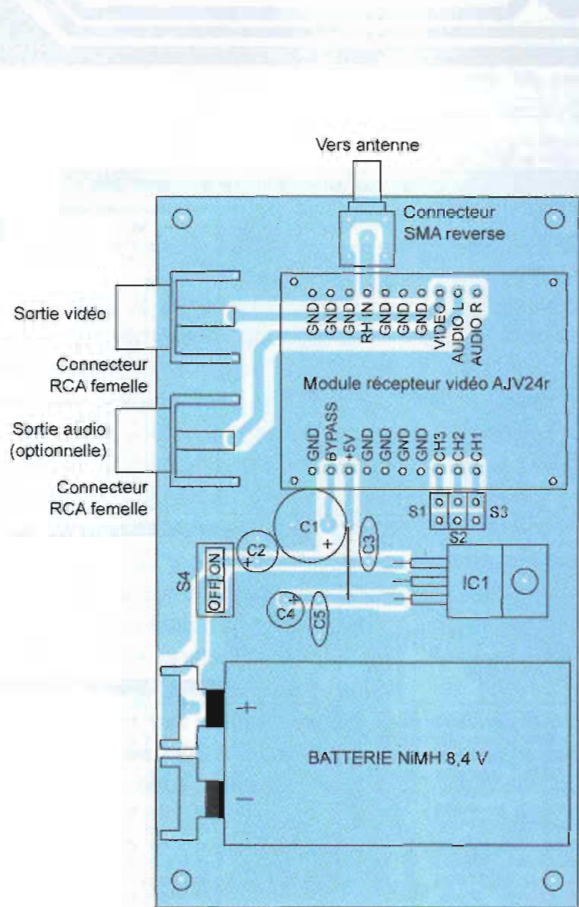 Vers antenne
Connecteur
SMA reverse
Sortie vidéo
Connecteur
RCA femelle
Sortie audio
(optionnelle)
Connecteur
RCA femelle
GND
GND
GND
RH IN
GND
GND
GND
VIDEO
AUDIO L
AUDIO R
Module récepteur vidéo AJV24r
GND
BYPASS
+5V
GND
GND
GND
GND
CH3
CH2
CH1
S1
S3
S2
C1
+
C2
+
C3
S4
OFF ON
IC1
C4
+
C5
+
BATTERIE NiMH 8,4 V
−